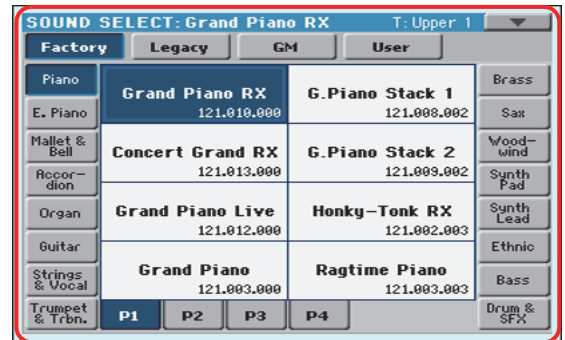 SOUND SELECT: Grand Piano RX T: Upper 1
Factory Legacy GM User
Piano
E. Piano
Mallet &
Bell
Accor-
dion
Organ
Guitar
Strings
& Vocal
Trumpet
& Trbn.
Grand Piano RX
121.010.000
G.Piano Stack 1
121.008.002
Concert Grand RX
121.013.000
G.Piano Stack 2
121.009.002
Grand Piano Live
121.012.000
Honky-Tonk RX
121.002.003
Grand Piano
121.003.000
Ragtime Piano
121.003.003
P1 P2 P3 P4
Brass
Sax
Wood-
wind
Synth
Pad
Synth
Lead
Ethnic
Bass
Drum &
SFX